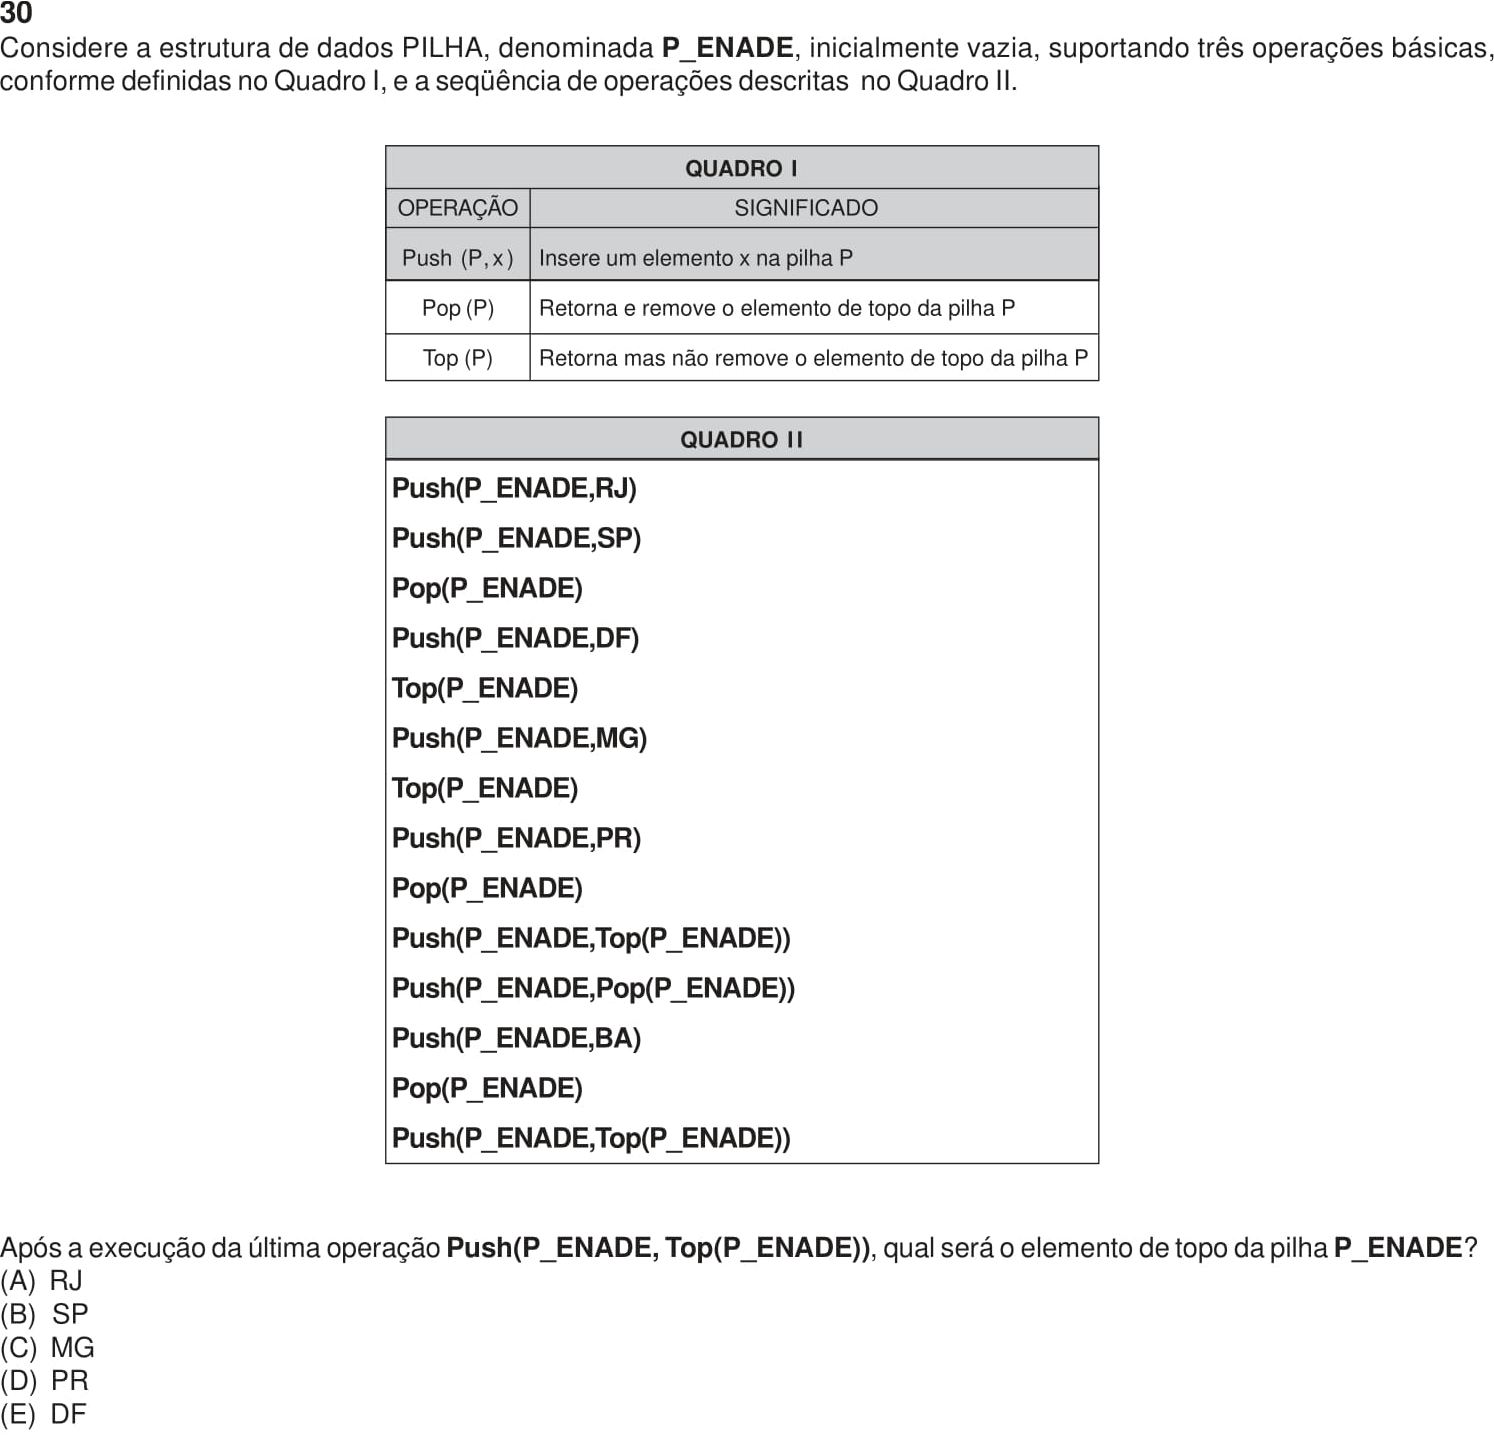 30
Considere a estrutura de dados PILHA, denominada P_ENADE, inicialmente vazia, suportando três operações básicas,
conforme definidas no Quadro I, e a seqüência de operações descritas no Quadro II.
QUADRO I
OPERAÇÃO SIGNIFICADO
Push (P,x) Insere um elemento x na pilha P
Pop (P) Retorna e remove o elemento de topo da pilha P
Top (P) Retorna mas não remove o elemento de topo da pilha P
QUADRO II
Push(P_ENADE,RJ)
Push(P_ENADE,SP)
Pop(P_ENADE)
Push(P_ENADE,DF)
Top(P_ENADE)
Push(P_ENADE,MG)
Top(P_ENADE)
Push(P_ENADE,PR)
Pop(P_ENADE)
Push(P_ENADE,Top(P_ENADE))
Push(P_ENADE,Pop(P_ENADE))
Push(P_ENADE,BA)
Pop(P_ENADE)
Push(P_ENADE,Top(P_ENADE))
Após a execução da última operação Push(P_ENADE, Top(P_ENADE)), qual será o elemento de topo da pilha P_ENADE?
(A) RJ
(B) SP
(C) MG
(D) PR
(E) DF